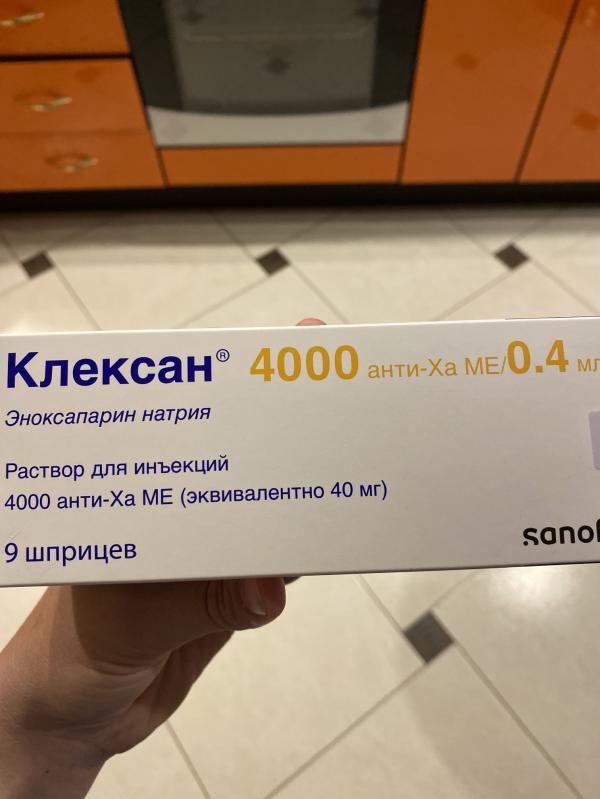 Клексан® 4000 анти-Ха МЕ/0.4 мл
Эноксапарин натрия
Раствор для инъекций
4000 анти-Ха МЕ (эквивалентно 40 мг)
9 шприцев